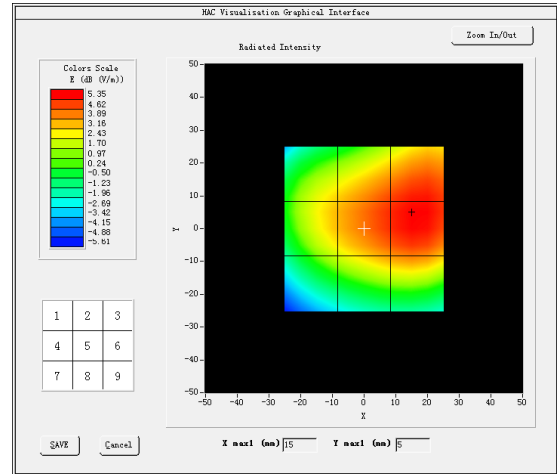 HAC Visualisation Graphical Interface
Zoom In/Out
Radiated Intensity
Colors Scale
E (dB (V/m))
5.35
4.62
3.89
3.16
2.43
1.70
0.97
0.24
-0.50
-1.23
-1.96
-2.69
-3.42
-4.15
-4.88
-5.61
50
40
30
20
10
0
-10
-20
-30
-40
-50
Y
-50 -40 -30 -20 -10 0 10 20 30 40 50
X
1 2 3
4 5 6
7 8 9
SAVE Cancel
X max1 (mm) 15 Y max1 (mm) 5